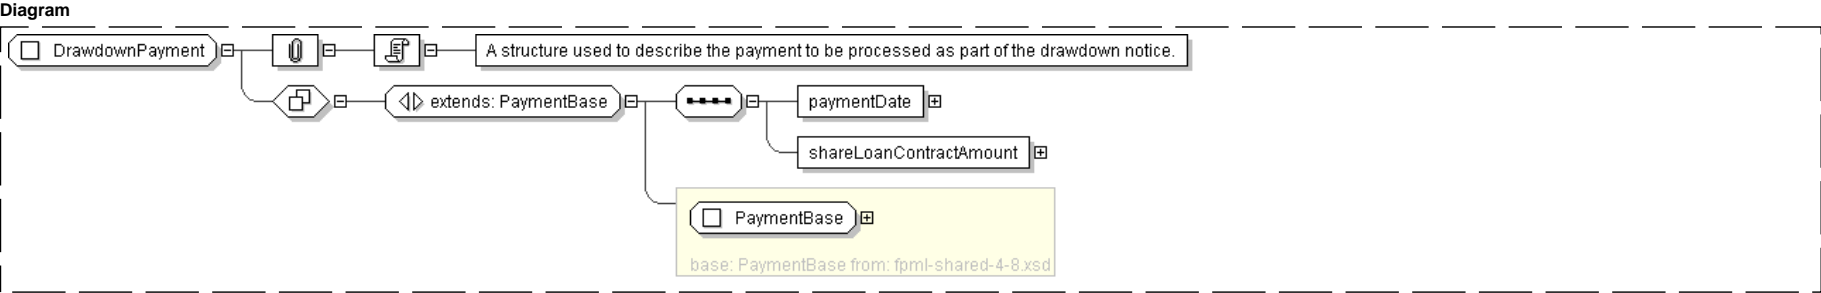 Diagram
DrawdownPayment
A structure used to describe the payment to be processed as part of the drawdown notice.
extends: PaymentBase
paymentDate
shareLoanContractAmount
PaymentBase
base: PaymentBase from: fpml-shared-4-8.xsd